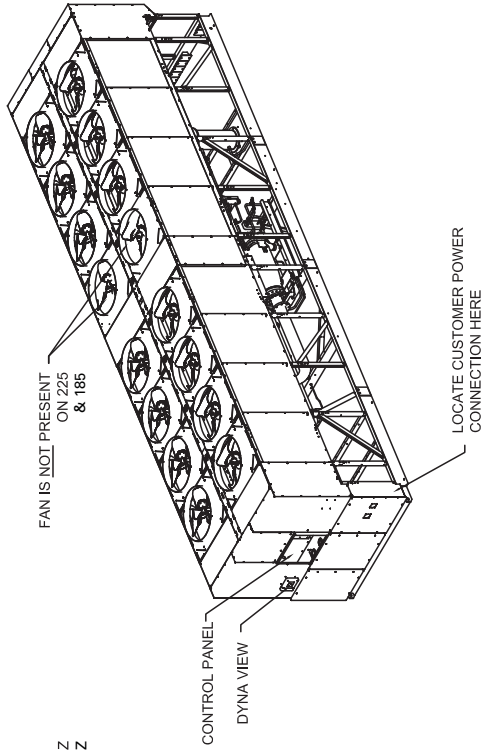 FAN IS NOT PRESENT
ON 225
& 185
CONTROL PANEL
DYNA VIEW
LOCATE CUSTOMER POWER
CONNECTION HERE
Z
Z